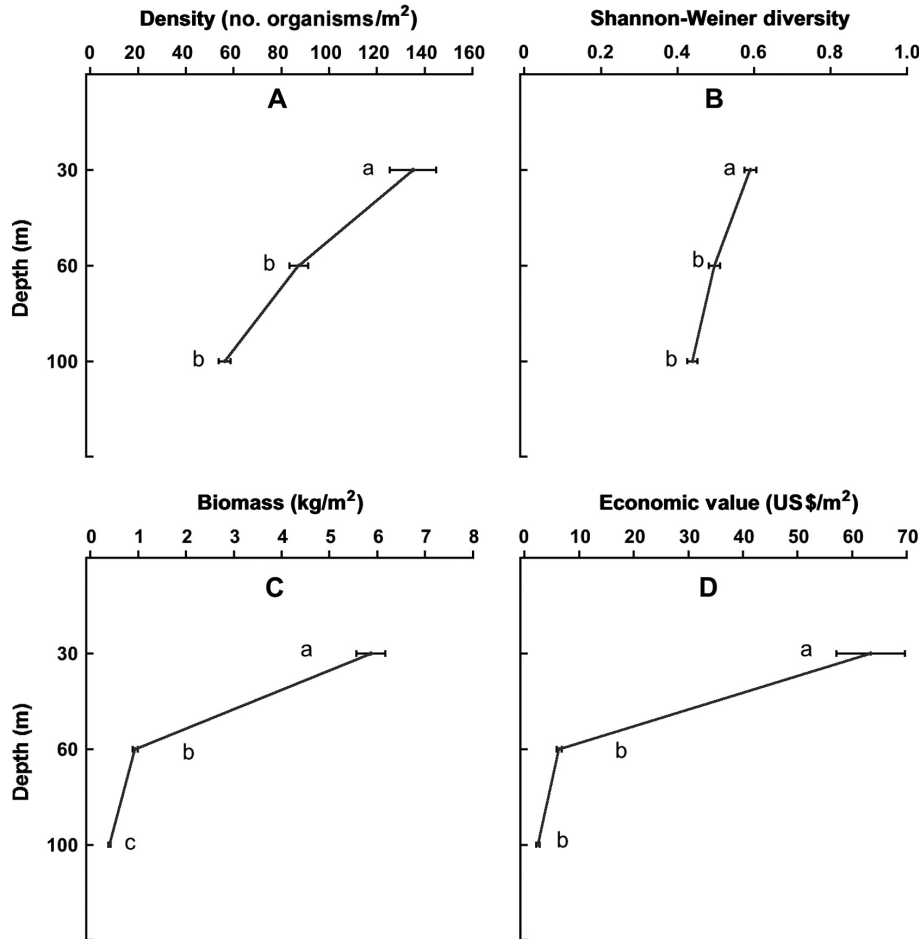 Density (no. organisms/m²)
0 20 40 60 80 100 120 140 160
A
a
30
b
60
b
100
Depth (m)
Shannon-Weiner diversity
0 0.2 0.4 0.6 0.8 1.0
B
a
b
b
Biomass (kg/m²)
0 1 2 3 4 5 6 7 8
C
a
30
b
60
c
100
Depth (m)
Economic value (US$/m²)
0 10 20 30 40 50 60 70
D
a
b
b